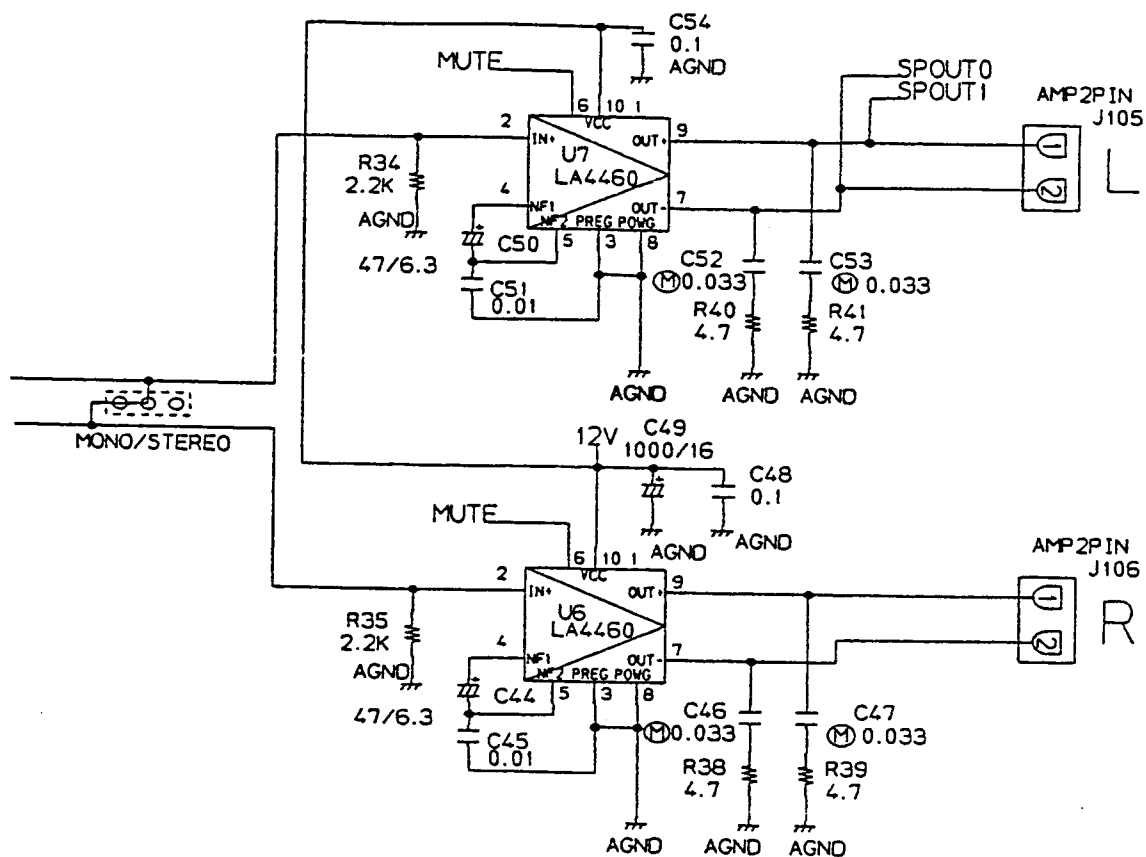 C54
0.1
AGND
MUTE
SPOUT0
SPOUT1
AMP2PIN
J105
6 10 1
VCC
2
IN+
U7
LA4460
OUT+
9
1
L
R34
2.2K
AGND
4
NF1
NF2
PREG
POWG
OUT-
7
2
5
3
8
C50
47/6.3
C51
0.01
C52
M 0.033
C53
M 0.033
R40
4.7
R41
4.7
AGND
AGND
AGND
MONO/STEREO
12V
C49
1000/16
C48
0.1
AGND
AGND
MUTE
AMP2PIN
J106
6 10 1
VCC
2
IN+
U6
LA4460
OUT+
9
1
R
R35
2.2K
AGND
4
NF1
NF2
PREG
POWG
OUT-
7
2
5
3
8
C44
47/6.3
C45
0.01
C46
M 0.033
C47
M 0.033
R38
4.7
R39
4.7
AGND
AGND
AGND